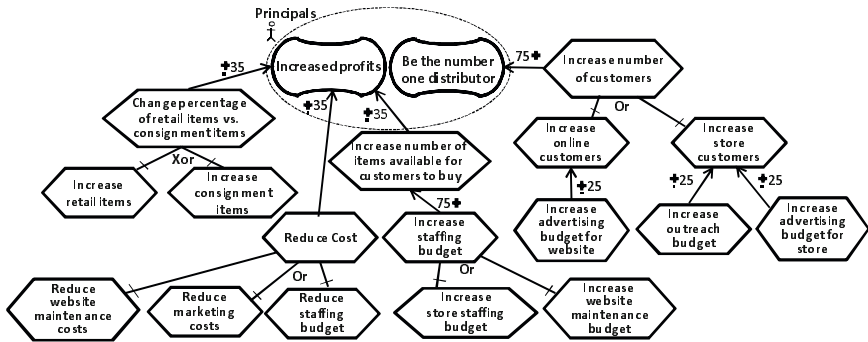 Principals
±35
Increased profits
Be the number
one distributor
75+
Increase number
of customers
Change percentage
of retail items vs.
consignment items
±35
±35
Or
Increase
online
customers
Increase
store
customers
Xor
Increase
retail items
Increase
consignment
items
Increase number of
items available for
customers to buy
±25
±25
±25
75+
Reduce Cost
Increase
staffing
budget
Increase
advertising
budget for
website
Increase
outreach
budget
Increase
advertising
budget for
store
Or
Or
Reduce
website
maintenance
costs
Reduce
marketing
costs
Reduce
staffing
budget
Increase
store staffing
budget
Increase
website
maintenance
budget